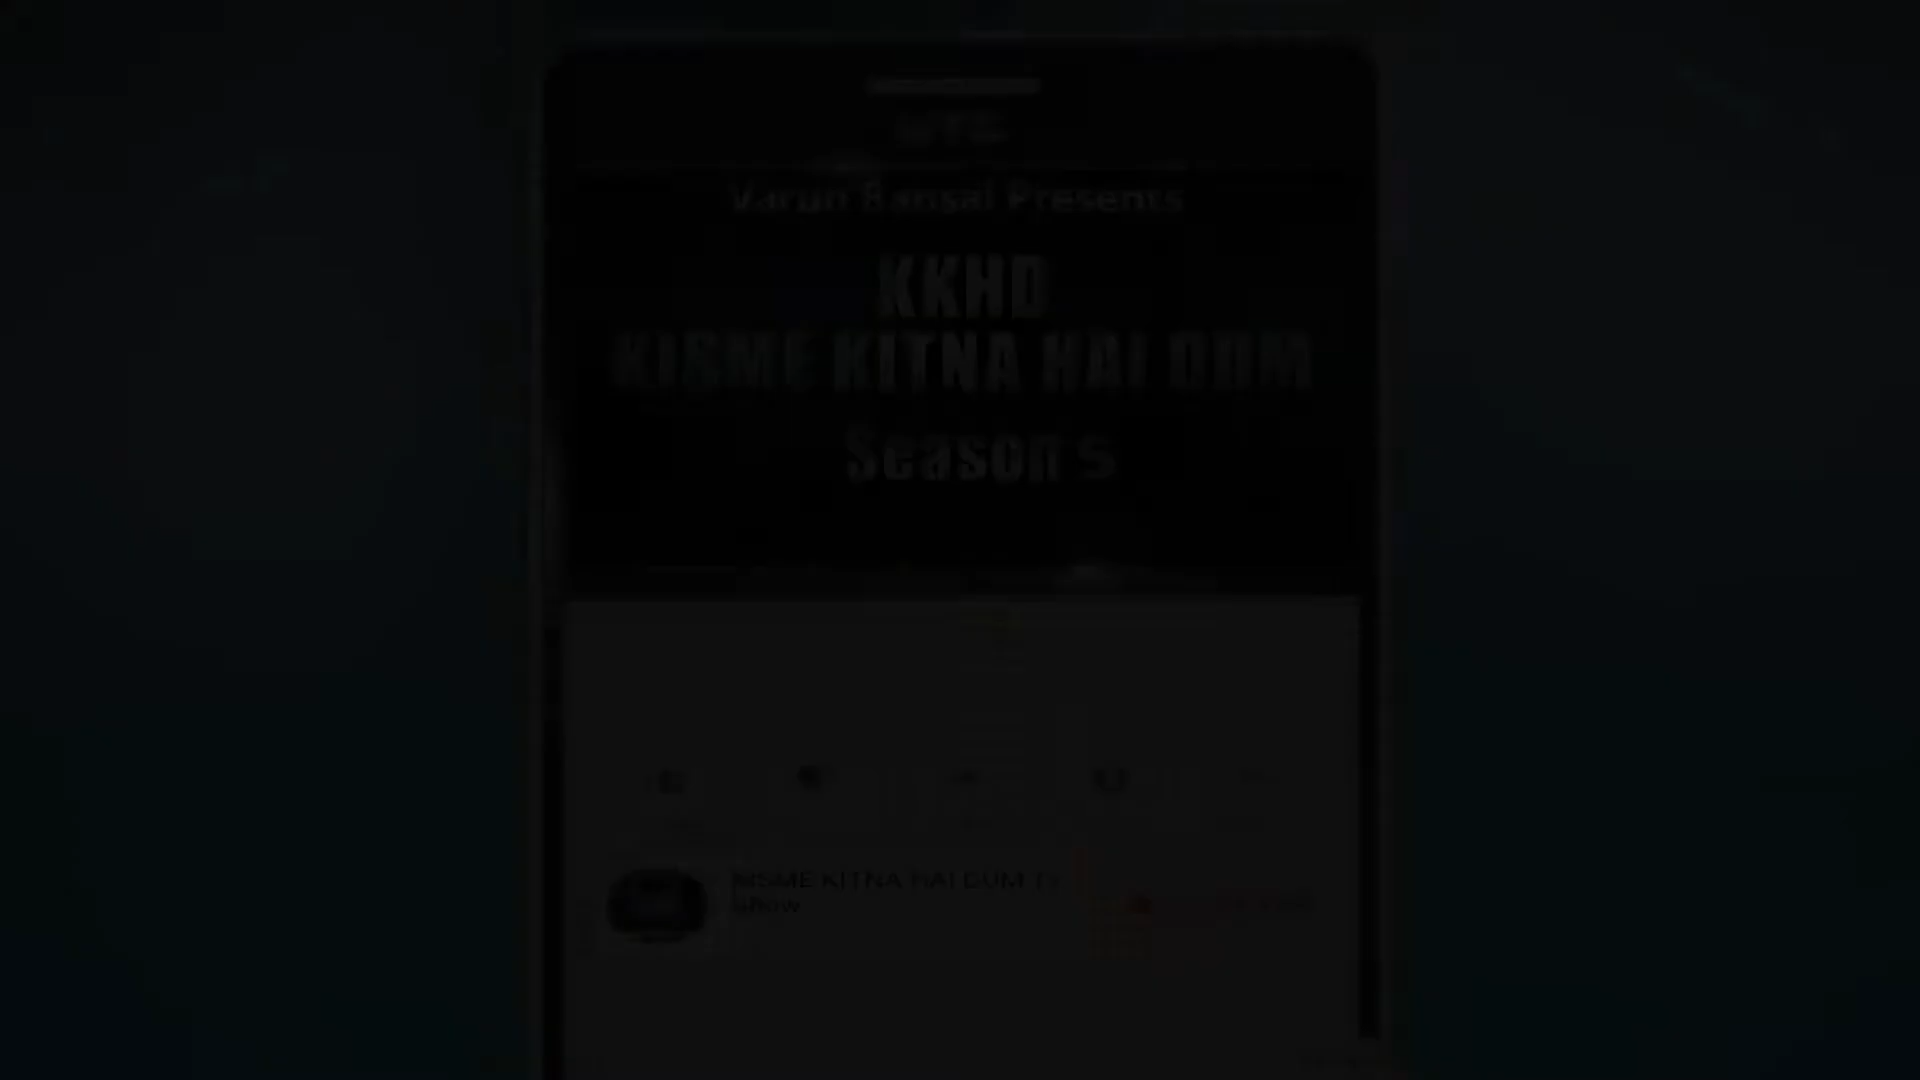 Varun Bansal Presents
KKHD
KISME KITNA HAI DUM
Season 5
KISME KITNA HAI DUM Tv
Show